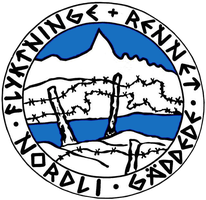 · FLYKTNINGE + RENNET ·
NORDLI · GÄDDEDE